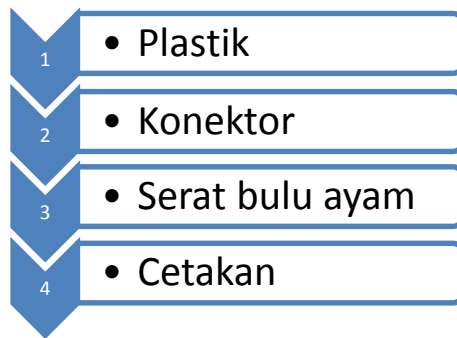 1 • Plastik
2 • Konektor
3 • Serat bulu ayam
4 • Cetakan